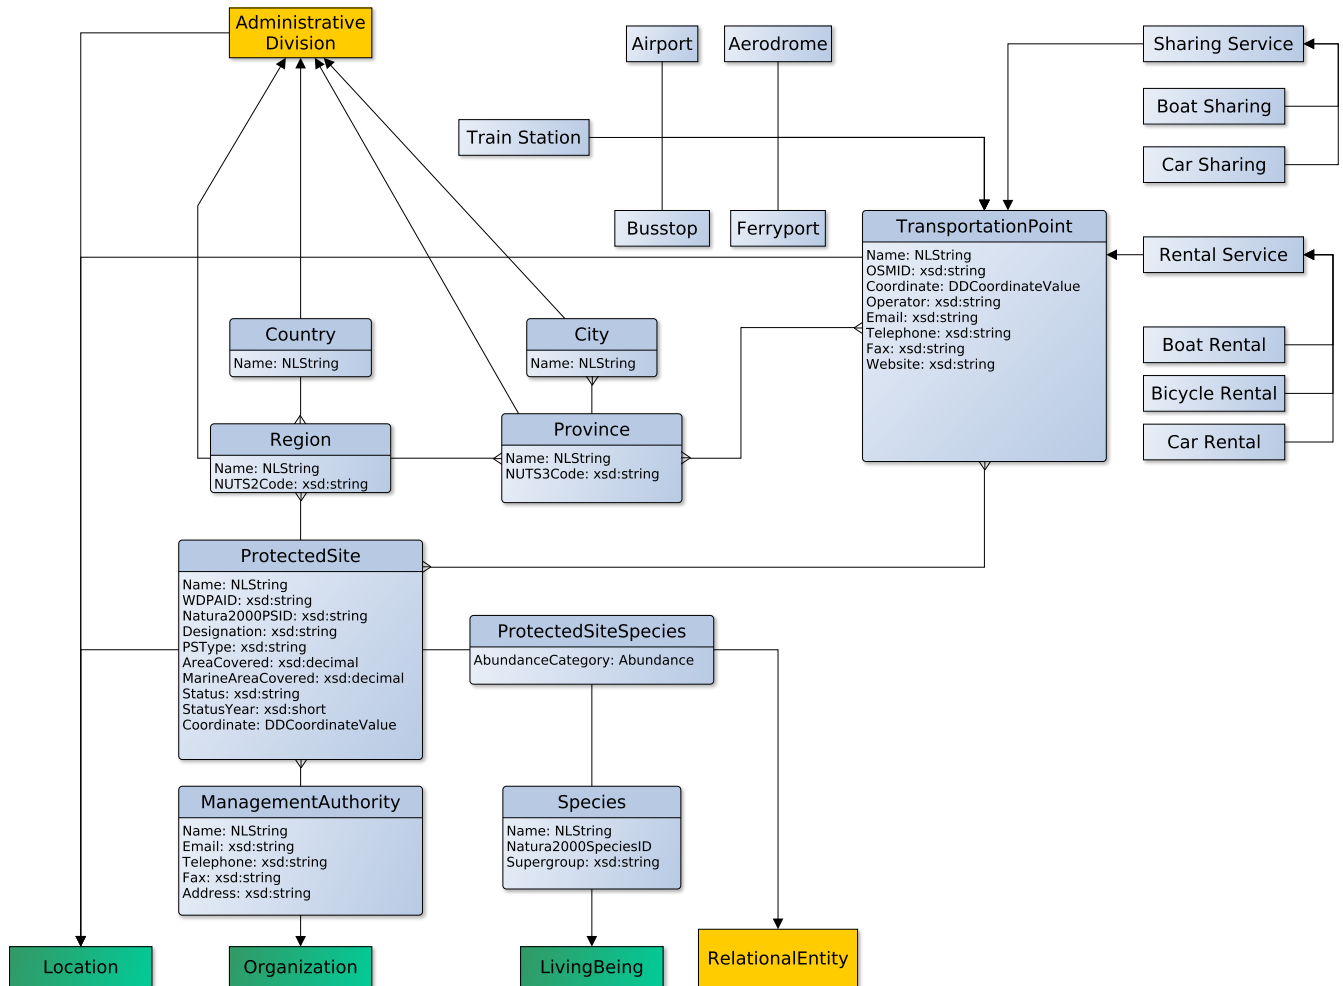 Administrative
Division
Airport
Aerodrome
Sharing Service
Boat Sharing
Train Station
Car Sharing
Busstop
Ferryport
TransportationPoint
Name: NLString
OSMID: xsd:string
Coordinate: DDCoordinateValue
Operator: xsd:string
Email: xsd:string
Telephone: xsd:string
Fax: xsd:string
Website: xsd:string
Rental Service
Boat Rental
Bicycle Rental
Car Rental
Country
Name: NLString
City
Name: NLString
Region
Name: NLString
NUTS2Code: xsd:string
Province
Name: NLString
NUTS3Code: xsd:string
ProtectedSite
Name: NLString
WDPAID: xsd:string
Natura2000PSID: xsd:string
Designation: xsd:string
PSType: xsd:string
AreaCovered: xsd:decimal
MarineAreaCovered: xsd:decimal
Status: xsd:string
StatusYear: xsd:short
Coordinate: DDCoordinateValue
ProtectedSiteSpecies
AbundanceCategory: Abundance
ManagementAuthority
Name: NLString
Email: xsd:string
Telephone: xsd:string
Fax: xsd:string
Address: xsd:string
Species
Name: NLString
Natura2000SpeciesID
Supergroup: xsd:string
Location
Organization
LivingBeing
RelationalEntity